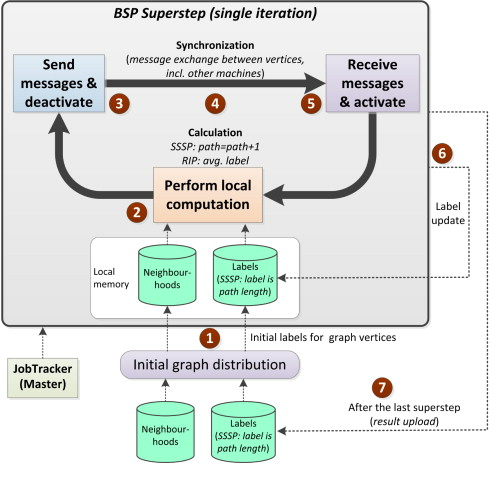 BSP Superstep (single iteration)
Synchronization
(message exchange between vertices,
incl. other machines)
Send
messages &
deactivate
3
4
5
Receive
messages
& activate
Calculation
SSSP: path=path+1
RIP: avg. label
6
Perform local
computation
2
Label
update
Local
memory
Neighbour-
hoods
Labels
(SSSP: label is
path length)
1
Initial labels for graph vertices
JobTracker
(Master)
Initial graph distribution
7
After the last superstep
(result upload)
Neighbour-
hoods
Labels
(SSSP: label is
path length)